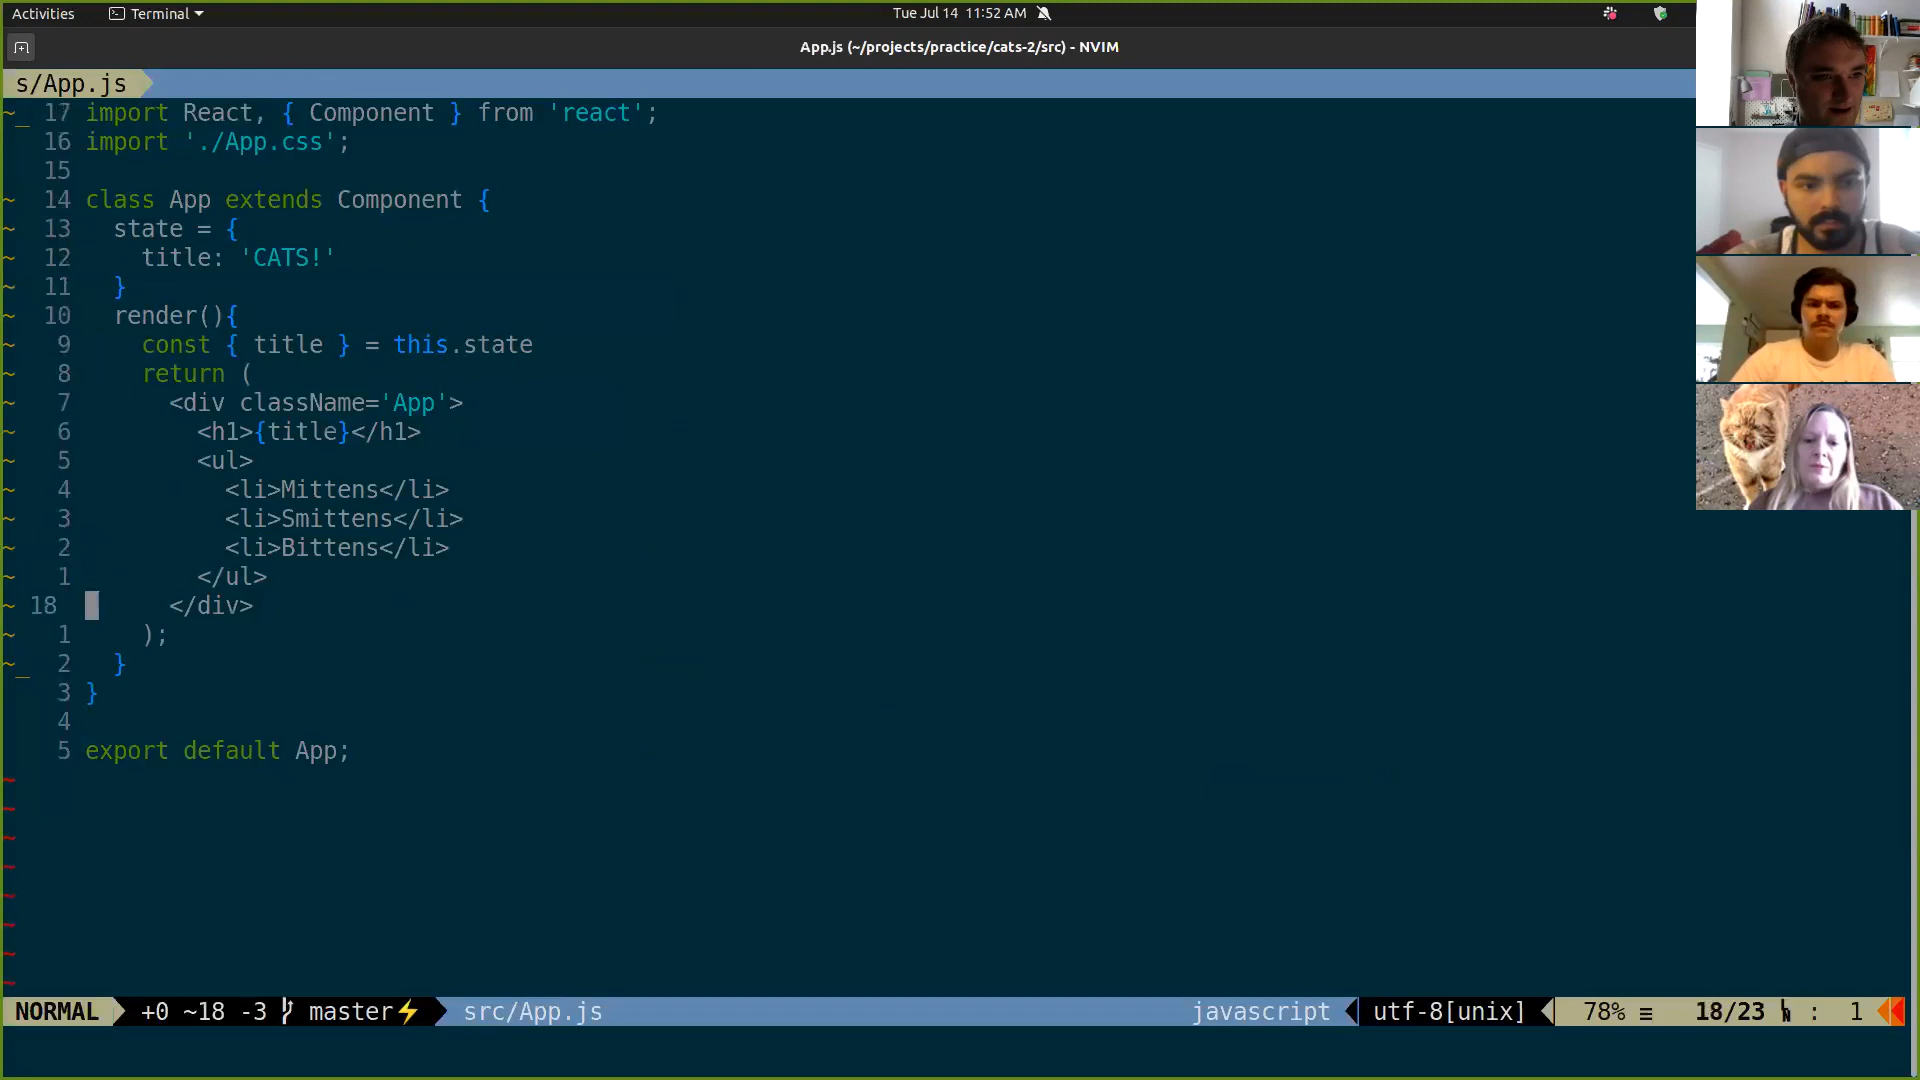 Activities
Terminal
Tue Jul 14 11:52 AM
App.js (~/projects/practice/cats-2/src) - NVIM
s/App.js
~ 17 import React, { Component } from 'react';
~ 16 import './App.css';
15
~ 14 class App extends Component {
~ 13   state = {
~ 12     title: 'CATS!'
~ 11   }
~ 10   render(){
~ 9     const { title } = this.state
~ 8     return (
~ 7       <div className='App'>
~ 6         <h1>{title}</h1>
~ 5         <ul>
~ 4           <li>Mittens</li>
~ 3           <li>Smittens</li>
~ 2           <li>Bittens</li>
~ 1         </ul>
~ 18       </div>
~ 1     );
~ 2   }
3 }
4
5 export default App;
~
~
~
~
~
~
~
~
NORMAL +0 ~18 -3 master⚡ src/App.js javascript utf-8[unix] 78% ≡ 18/23 ㏑ : 1